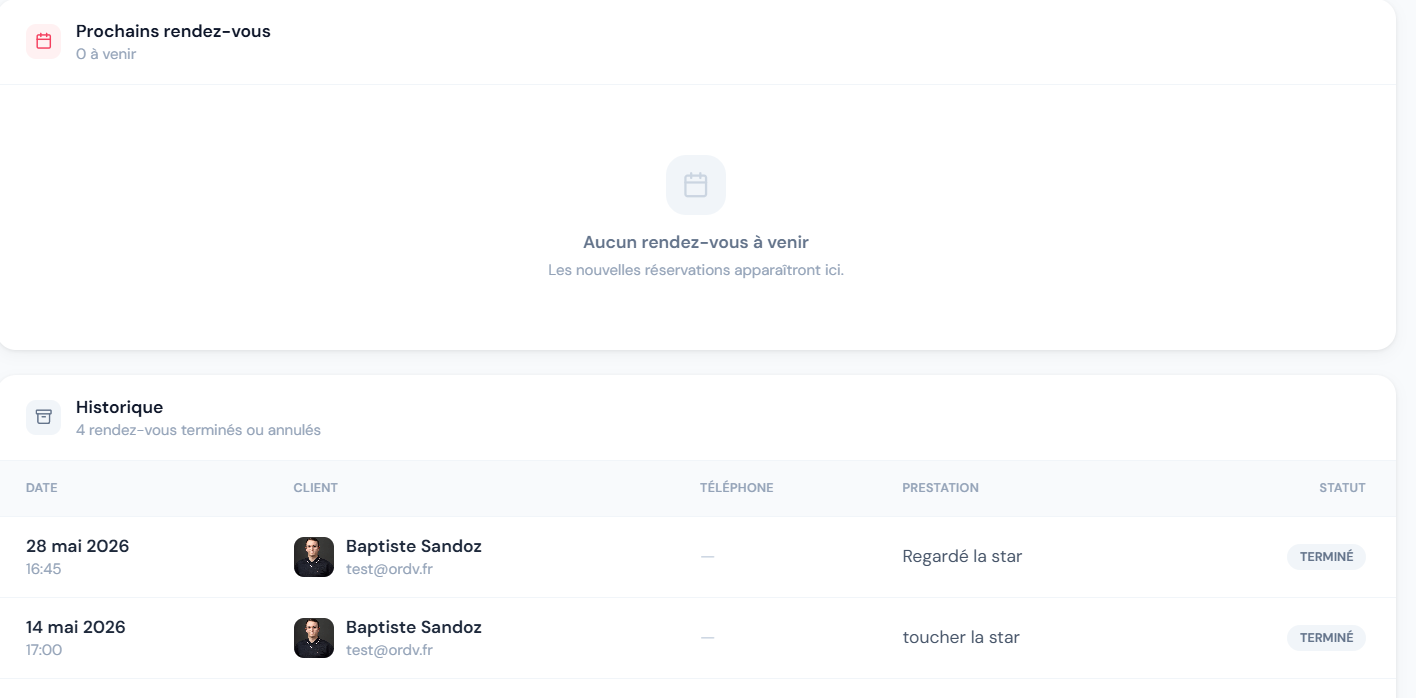 Prochains rendez-vous
0 à venir
Aucun rendez-vous à venir
Les nouvelles réservations apparaîtront ici.
Historique
4 rendez-vous terminés ou annulés
DATE CLIENT TÉLÉPHONE PRESTATION STATUT
28 mai 2026 Baptiste Sandoz — Regardé la star TERMINÉ
16:45 test@ordv.fr
14 mai 2026 Baptiste Sandoz — toucher la star TERMINÉ
17:00 test@ordv.fr